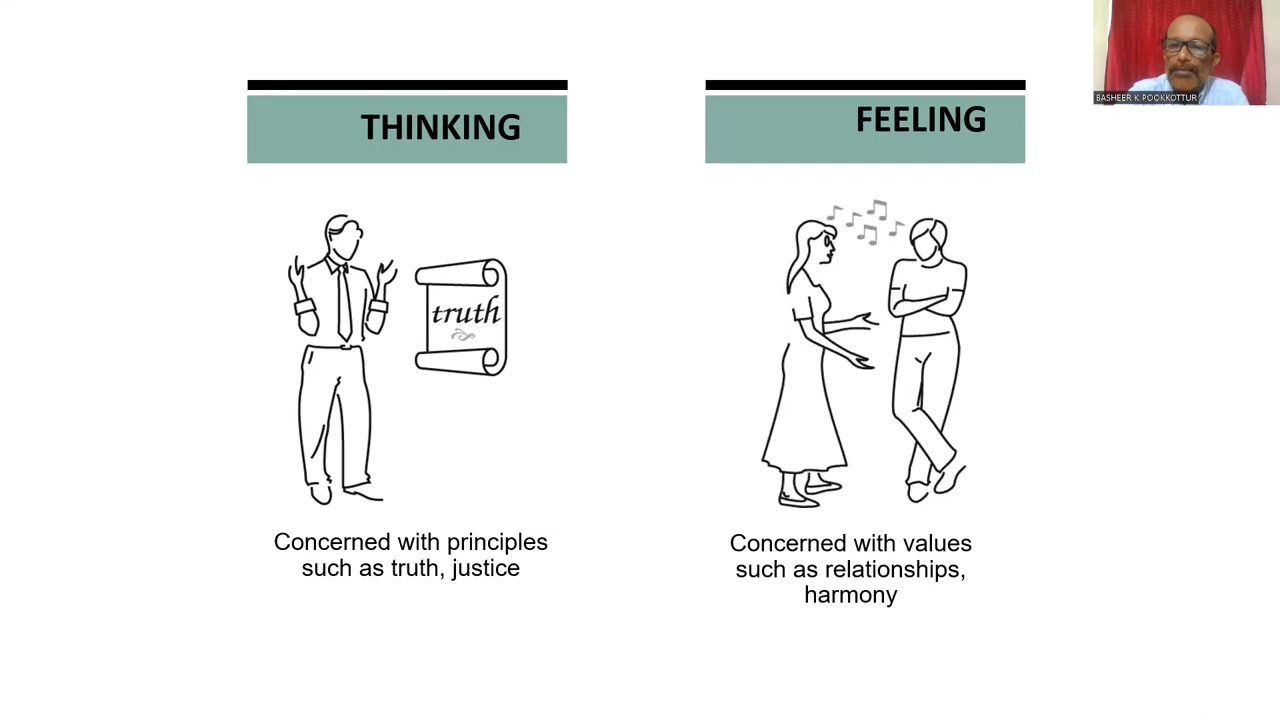 THINKING
FEELING
BASHEER K POOKKOTTUR
truth
Concerned with principles
such as truth, justice
Concerned with values
such as relationships,
harmony